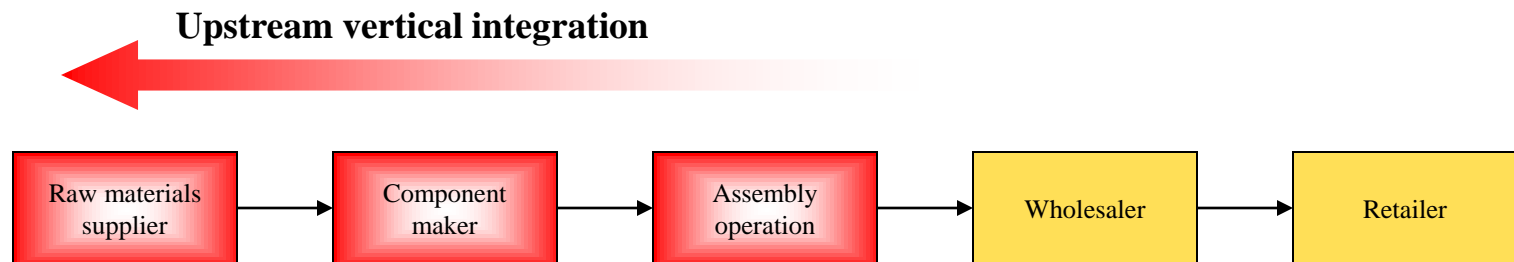 Upstream vertical integration
Raw materials
supplier
Component
maker
Assembly
operation
Wholesaler
Retailer